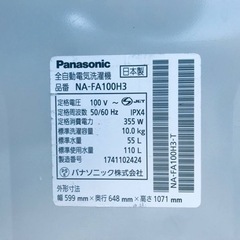 Panasonic
全自動電気洗濯機
日本製
品番 NA-FA100H3
定格電圧 100 V～
JET
定格周波数 50/60 Hz IPX4
定格消費電力 355 W
標準洗濯容量 10.0 kg
標準水量 55 L
標準使用水量 110 L
製造番号 1741102424
パナソニック株式会社
外形寸法
幅 599 mm×奥行 648 mm×高さ 1071 mm
NA-FA100H3-T